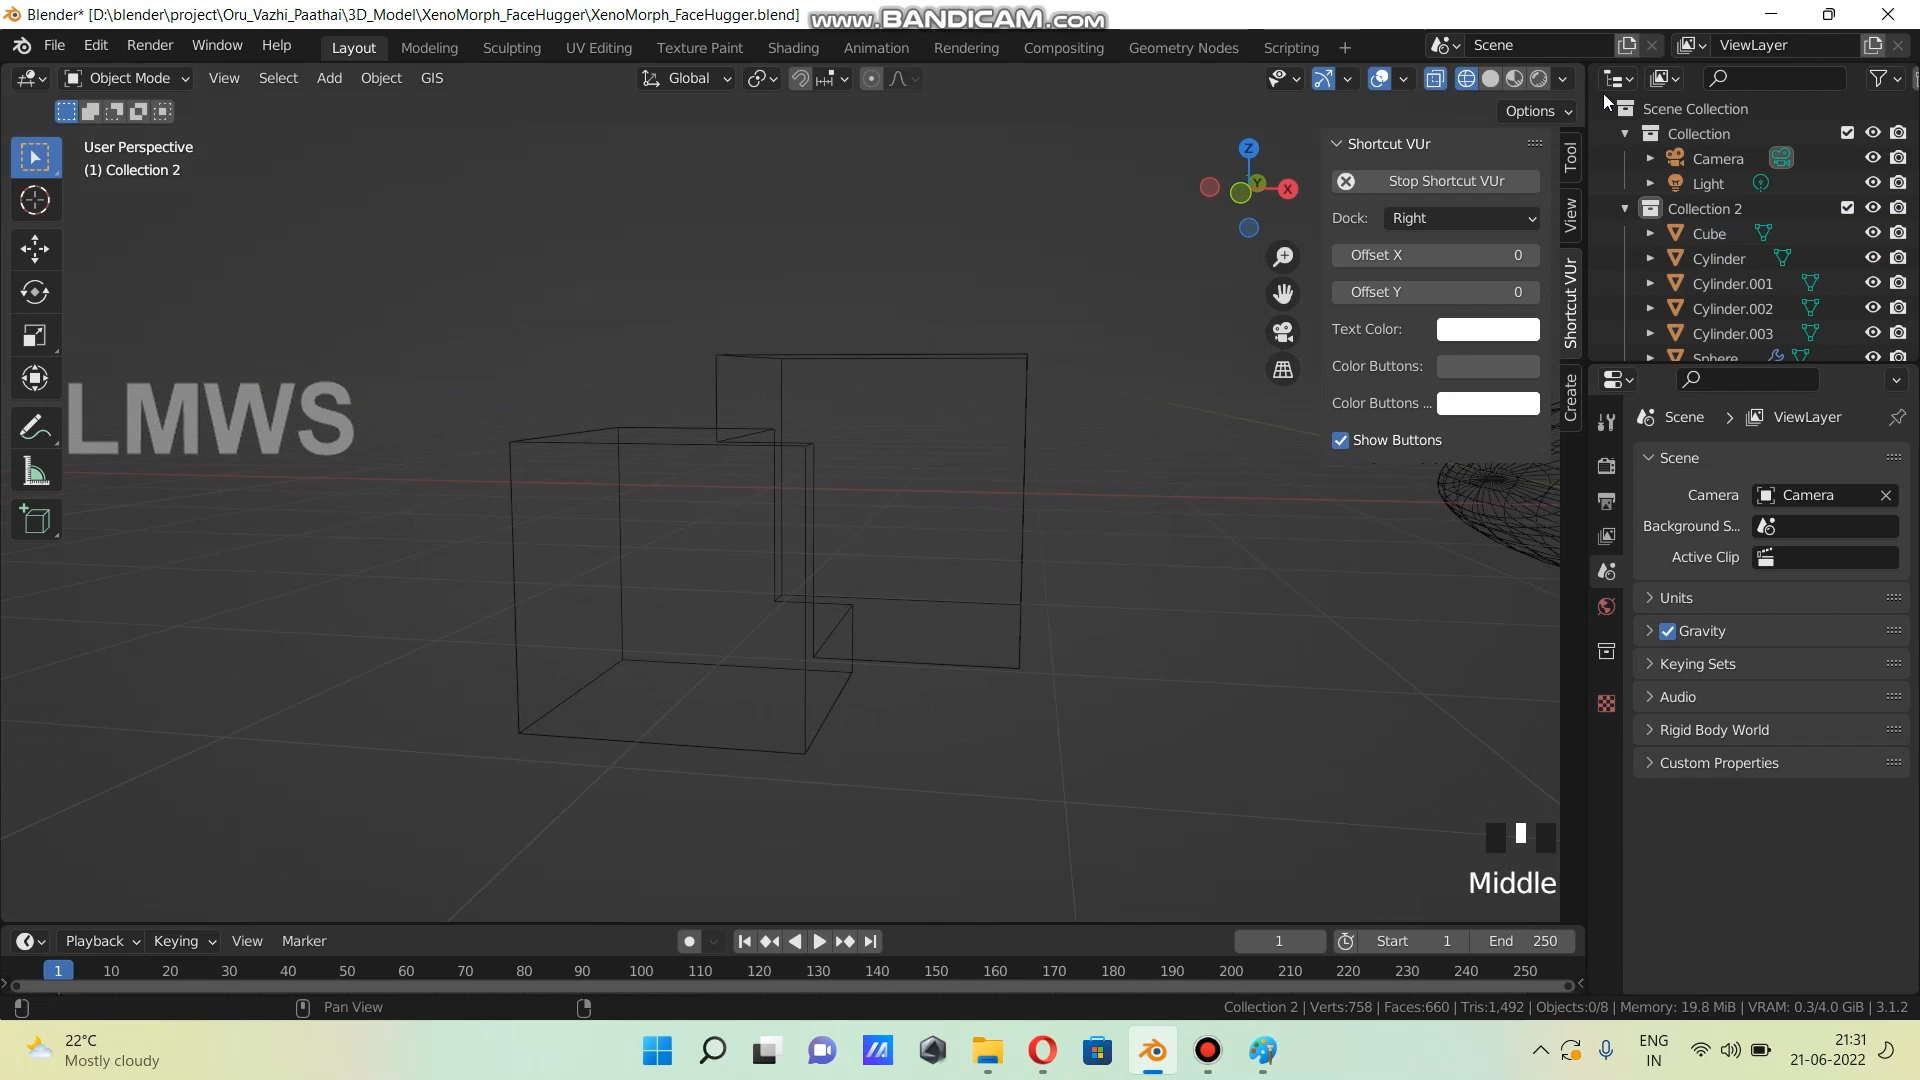 Blender* [D:\blender\project\Oru_Vazhi_Paathai\3D_Model\XenoMorph_FaceHugger\XenoMorph_FaceHugger.blend]
www.BANDICAM.com
File Edit Render Window Help
Layout Modeling Sculpting UV Editing Texture Paint Shading Animation Rendering Compositing Geometry Nodes Scripting +
Scene
ViewLayer
Object Mode View Select Add Object GIS
Global
Options
User Perspective
(1) Collection 2
Z
X
Y
Shortcut VUr
Stop Shortcut VUr
Dock: Right
Offset X 0
Offset Y 0
Text Color:
Color Buttons:
Color Buttons ...
Show Buttons
Tool
View
Shortcut VUr
Create
LMWS
Middle
Scene Collection
Collection
Camera
Light
Collection 2
Cube
Cylinder
Cylinder.001
Cylinder.002
Cylinder.003
Sphere
Scene > ViewLayer
Scene
Camera Camera
Background S...
Active Clip
Units
Gravity
Keying Sets
Audio
Rigid Body World
Custom Properties
Playback Keying View Marker
1
Start 1
End 250
1 10 20 30 40 50 60 70 80 90 100 110 120 130 140 150 160 170 180 190 200 210 220 230 240 250
Pan View
Collection 2 | Verts:758 | Faces:660 | Tris:1,492 | Objects:0/8 | Memory: 19.8 MiB | VRAM: 0.3/4.0 GiB | 3.1.2
22°C
Mostly cloudy
ENG
IN
21:31
21-06-2022